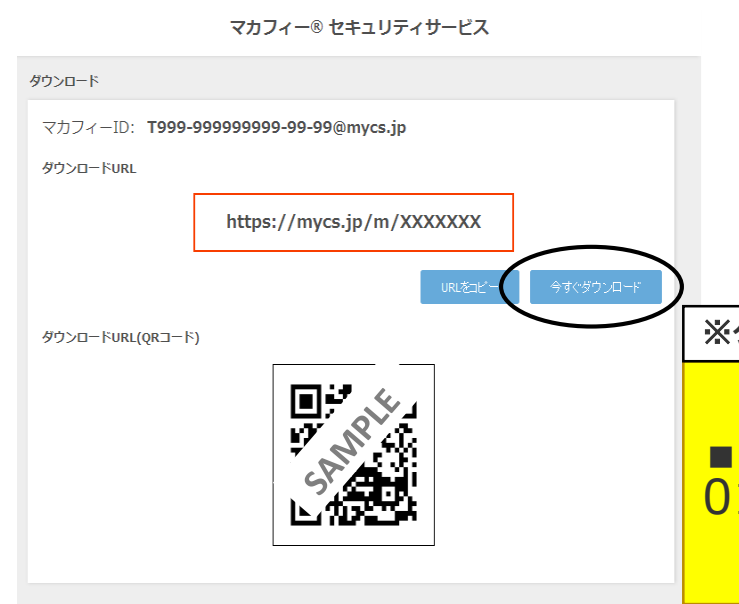 マカフィー® セキュリティサービス
ダウンロード
マカフィーID: T999-999999999-99-99@mycs.jp
ダウンロードURL
https://mycs.jp/m/XXXXXXX
URLをコピー
今すぐダウンロード
ダウンロードURL(QRコード)
※
SAMPLE
■
0